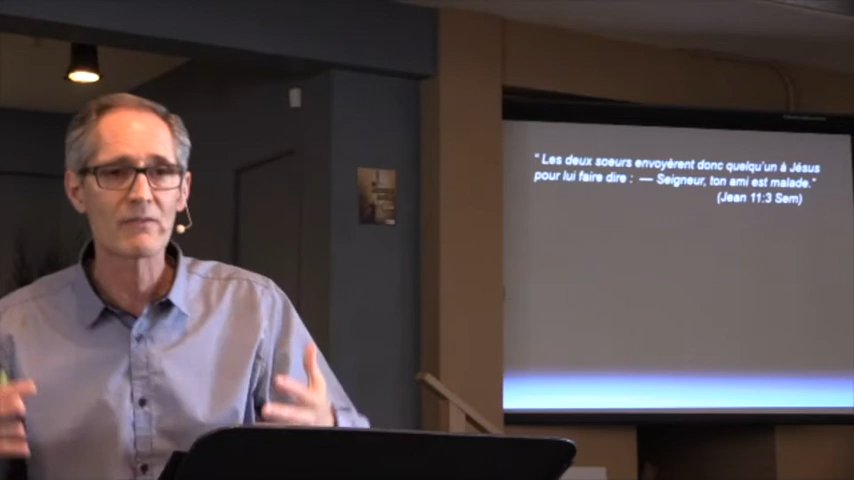 " Les deux soeurs envoyèrent donc quelqu'un à Jésus
pour lui faire dire : — Seigneur, ton ami est malade."
(Jean 11:3 Sem)